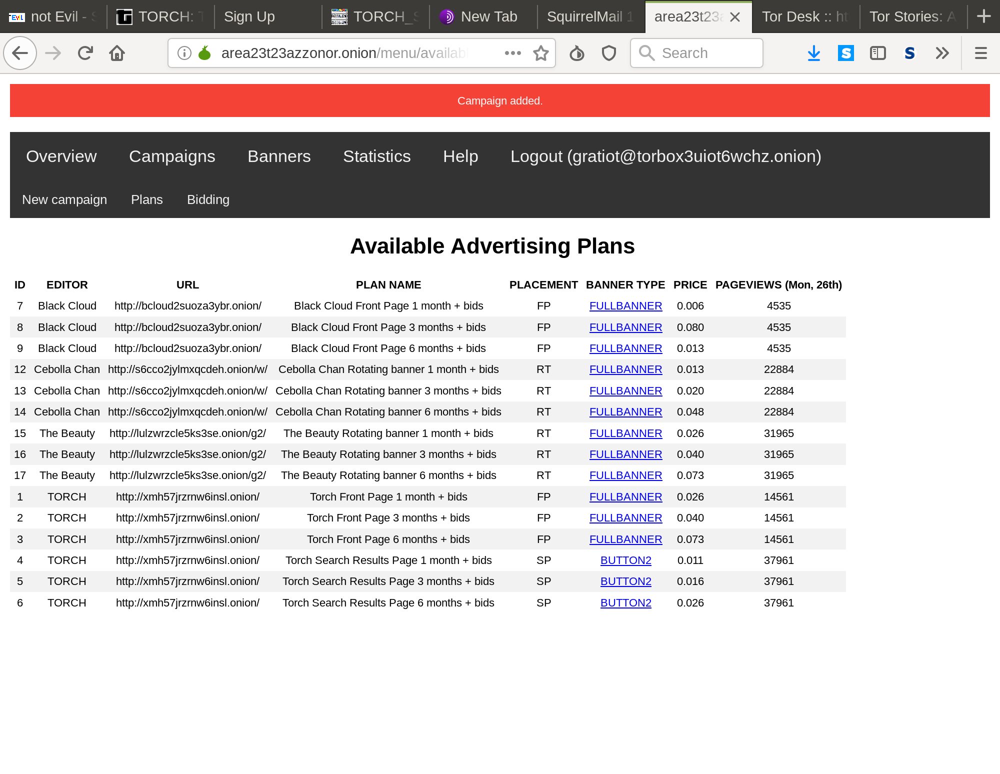 not Evil - S
TORCH: T
Sign Up
TORCH_S
New Tab
SquirrelMail 1
area23t23a
Tor Desk :: ht
Tor Stories: A
area23t23azzonor.onion/menu/availabl
Search
Campaign added.
Overview Campaigns Banners Statistics Help Logout (gratiot@torbox3uiot6wchz.onion)
New campaign Plans Bidding
Available Advertising Plans
ID EDITOR URL PLAN NAME PLACEMENT BANNER TYPE PRICE PAGEVIEWS (Mon, 26th)
7 Black Cloud http://bcloud2suoza3ybr.onion/ Black Cloud Front Page 1 month + bids FP FULLBANNER 0.006 4535
8 Black Cloud http://bcloud2suoza3ybr.onion/ Black Cloud Front Page 3 months + bids FP FULLBANNER 0.080 4535
9 Black Cloud http://bcloud2suoza3ybr.onion/ Black Cloud Front Page 6 months + bids FP FULLBANNER 0.013 4535
12 Cebolla Chan http://s6cco2jylmxqcdeh.onion/w/ Cebolla Chan Rotating banner 1 month + bids RT FULLBANNER 0.013 22884
13 Cebolla Chan http://s6cco2jylmxqcdeh.onion/w/ Cebolla Chan Rotating banner 3 months + bids RT FULLBANNER 0.020 22884
14 Cebolla Chan http://s6cco2jylmxqcdeh.onion/w/ Cebolla Chan Rotating banner 6 months + bids RT FULLBANNER 0.048 22884
15 The Beauty http://lulzwrzcle5ks3se.onion/g2/ The Beauty Rotating banner 1 month + bids RT FULLBANNER 0.026 31965
16 The Beauty http://lulzwrzcle5ks3se.onion/g2/ The Beauty Rotating banner 3 months + bids RT FULLBANNER 0.040 31965
17 The Beauty http://lulzwrzcle5ks3se.onion/g2/ The Beauty Rotating banner 6 months + bids RT FULLBANNER 0.073 31965
1 TORCH http://xmh57jrzrnw6insl.onion/ Torch Front Page 1 month + bids FP FULLBANNER 0.026 14561
2 TORCH http://xmh57jrzrnw6insl.onion/ Torch Front Page 3 months + bids FP FULLBANNER 0.040 14561
3 TORCH http://xmh57jrzrnw6insl.onion/ Torch Front Page 6 months + bids FP FULLBANNER 0.073 14561
4 TORCH http://xmh57jrzrnw6insl.onion/ Torch Search Results Page 1 month + bids SP BUTTON2 0.011 37961
5 TORCH http://xmh57jrzrnw6insl.onion/ Torch Search Results Page 3 months + bids SP BUTTON2 0.016 37961
6 TORCH http://xmh57jrzrnw6insl.onion/ Torch Search Results Page 6 months + bids SP BUTTON2 0.026 37961